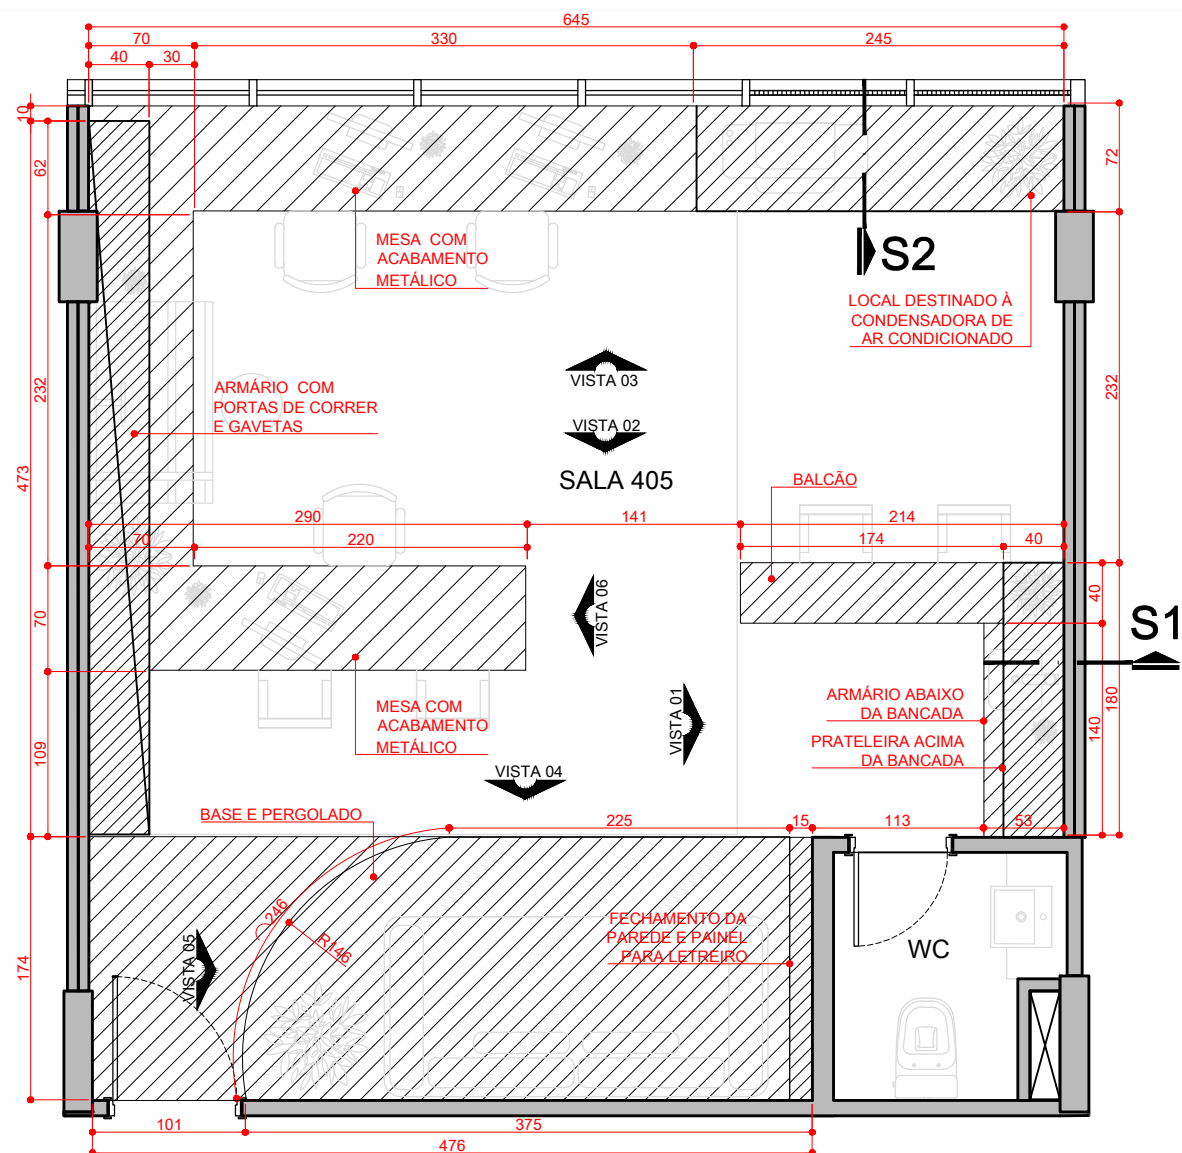 645
70
330
245
40
30
10
62
72
MESA COM
ACABAMENTO
METÁLICO
S2
LOCAL DESTINADO À
CONDENSADORA DE
AR CONDICIONADO
VISTA 03
232
232
ARMÁRIO COM
PORTAS DE CORRER
E GAVETAS
VISTA 02
SALA 405
473
BALCÃO
290
141
214
70
220
174
40
70
40
VISTA 06
S1
180
MESA COM
ACABAMENTO
METÁLICO
VISTA 01
ARMÁRIO ABAIXO
DA BANCADA
PRATELEIRA ACIMA
DA BANCADA
140
109
VISTA 04
BASE E PERGOLADO
225
15
113
53
246
R146
FECHAMENTO DA
PAREDE E PAINEL
PARA LETREIRO
WC
VISTA 05
174
101
375
476